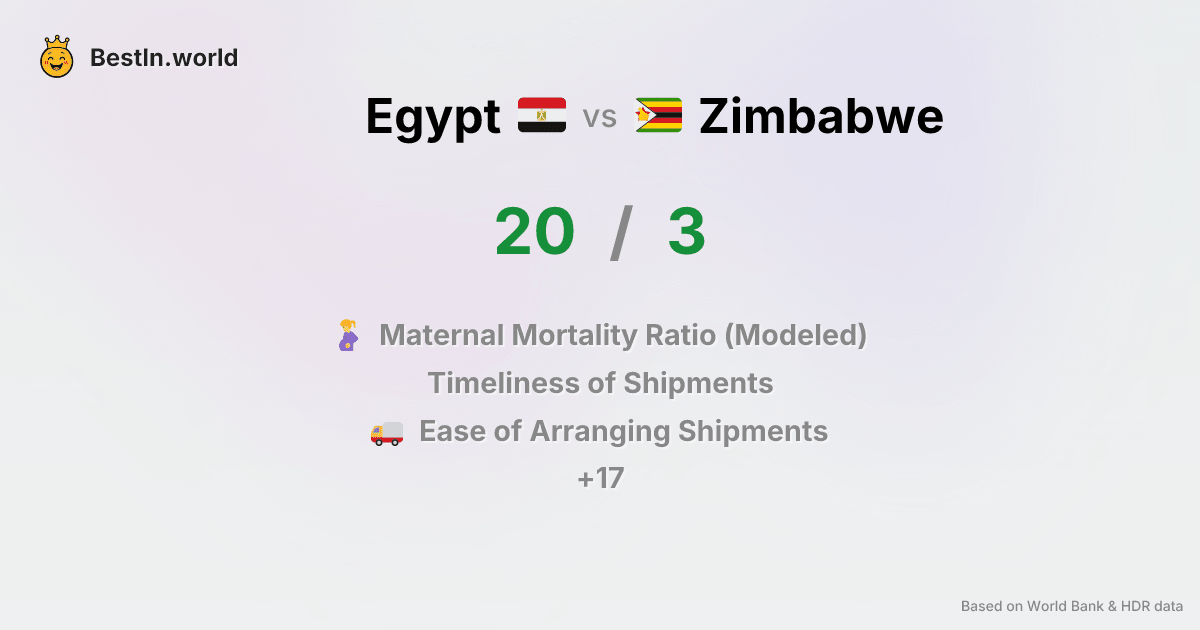 BestIn.world
Egypt vs Zimbabwe
20 / 3
Maternal Mortality Ratio (Modeled)
Timeliness of Shipments
Ease of Arranging Shipments
+17
Based on World Bank & HDR data